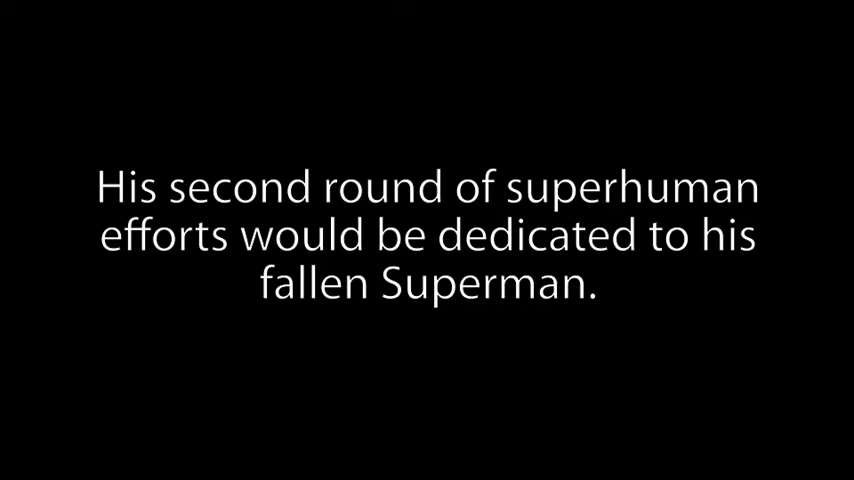 His second round of superhuman
efforts would be dedicated to his
fallen Superman.